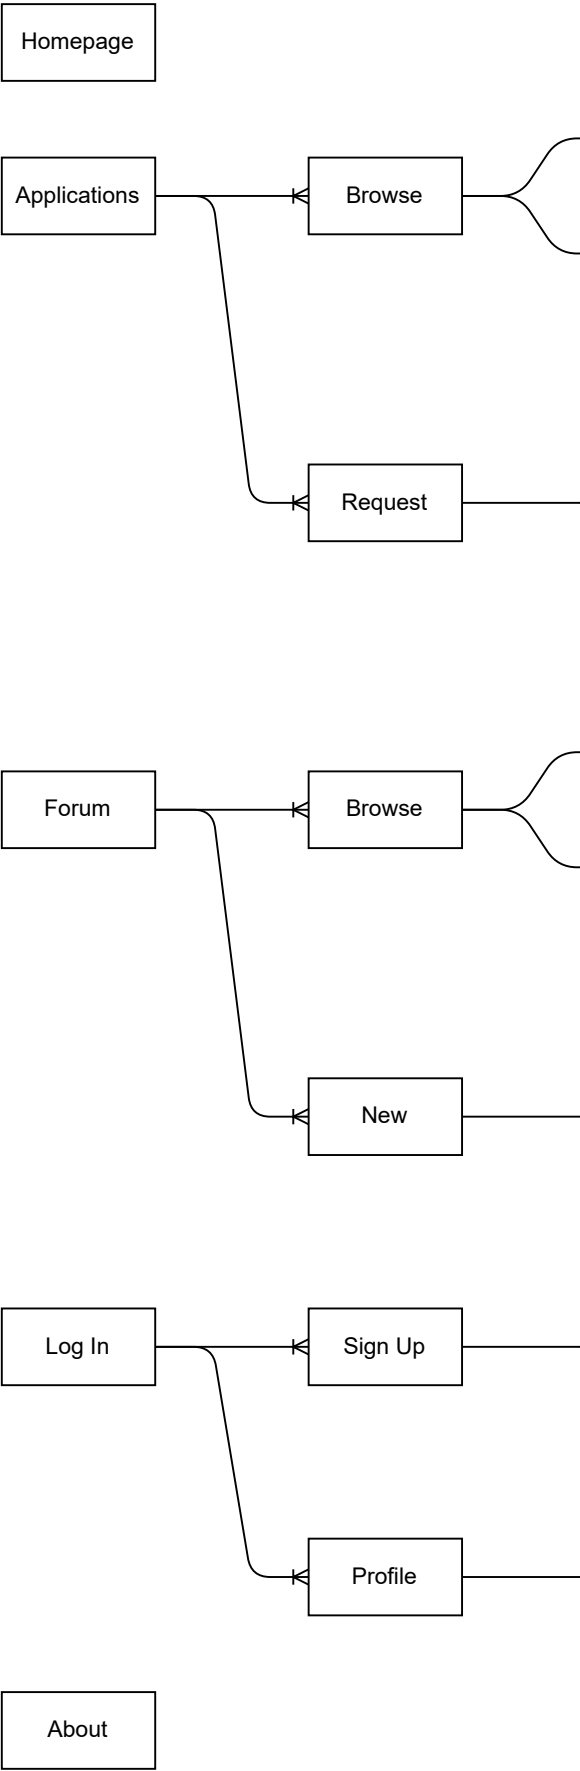 Homepage
Applications
Browse
Request
Forum
Browse
New
Log In
Sign Up
Profile
About